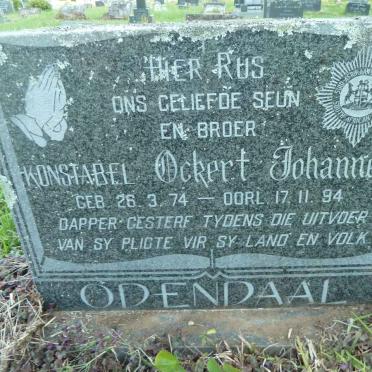 HIER RUS
ONS GELIEFDE SEUN
EN BROER
KONSTABEL Ockert Johanne
GEB 26.3.74 — OORL 17.11.94
DAPPER GESTERF TYDENS DIE UITVOER
VAN SY PLIGTE VIR SY LAND EN VOLK
ODENDAAL